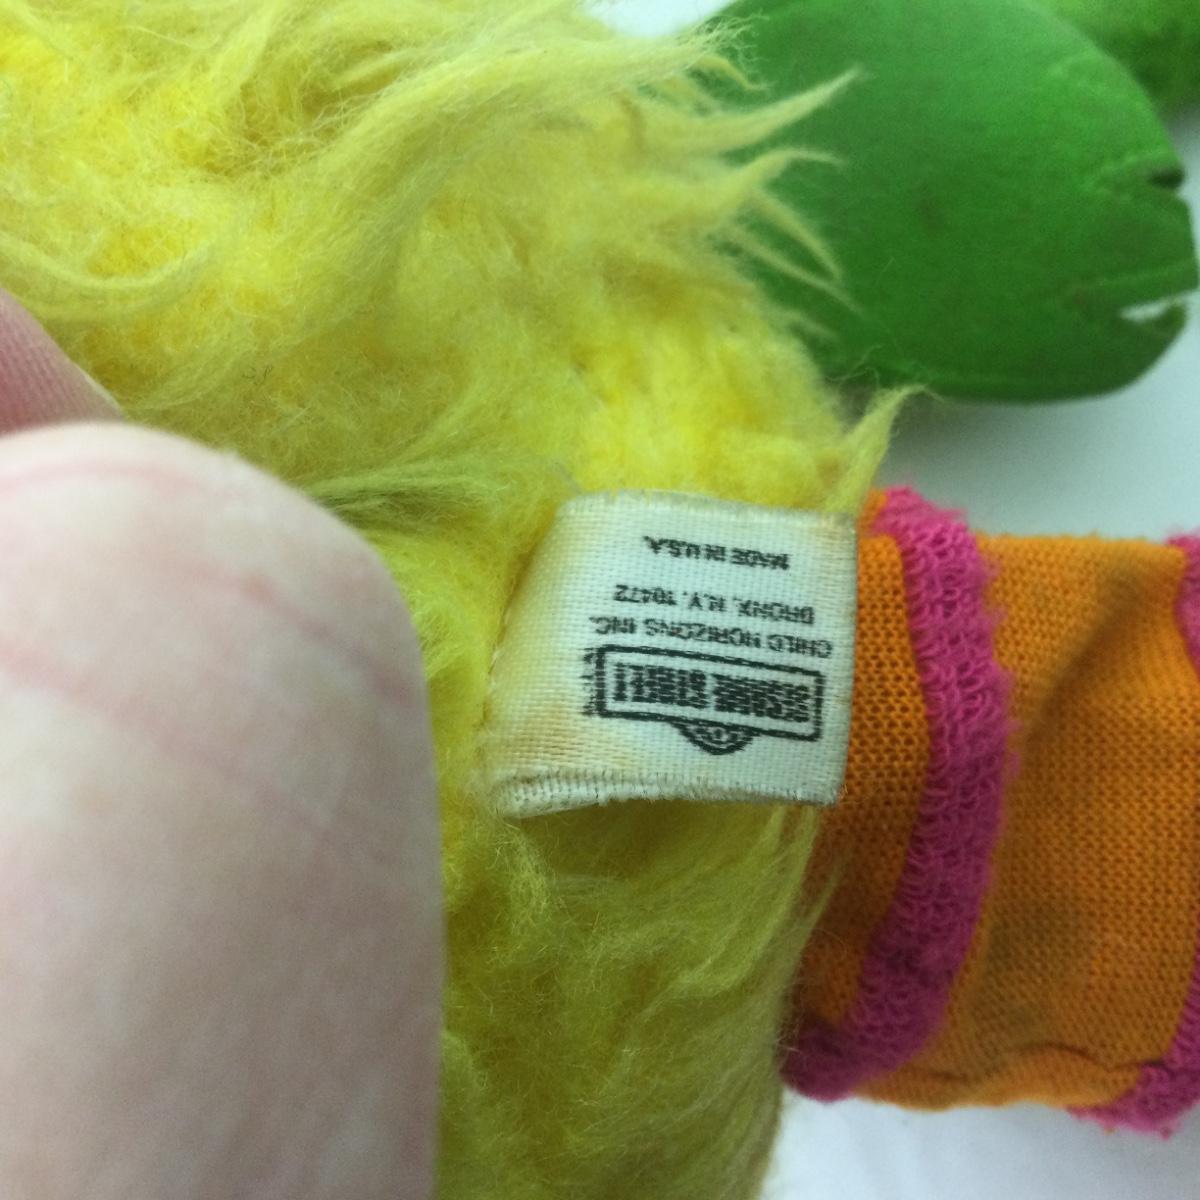 SESAME STREET
CHILD HORIZONS INC.
BRONX, N.Y. 10472
MADE IN U.S.A.